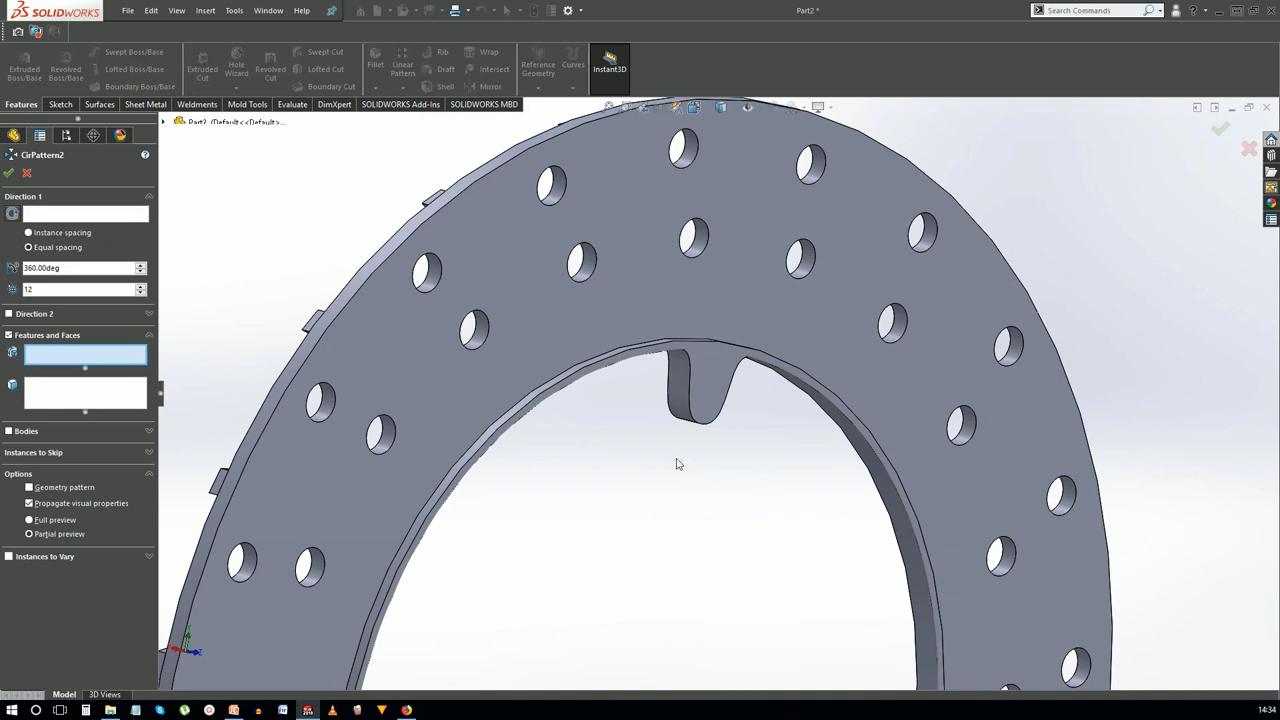 SOLIDWORKS
File Edit View Insert Tools Window Help
Part2 *
Search Commands
Extruded Boss/Base
Revolved Boss/Base
Swept Boss/Base
Lofted Boss/Base
Boundary Boss/Base
Extruded Cut
Hole Wizard
Revolved Cut
Swept Cut
Lofted Cut
Boundary Cut
Fillet
Linear Pattern
Rib
Draft
Shell
Wrap
Intersect
Mirror
Reference Geometry
Curves
Instant3D
Features Sketch Surfaces Sheet Metal Weldments Mold Tools Evaluate DimXpert SOLIDWORKS Add-Ins SOLIDWORKS MBD
Part2 (Default<<Default>...
CirPattern2
Direction 1
Instance spacing
Equal spacing
360.00deg
12
Direction 2
Features and Faces
Bodies
Instances to Skip
Options
Geometry pattern
Propagate visual properties
Full preview
Partial preview
Instances to Vary
Model 3D Views
14:34